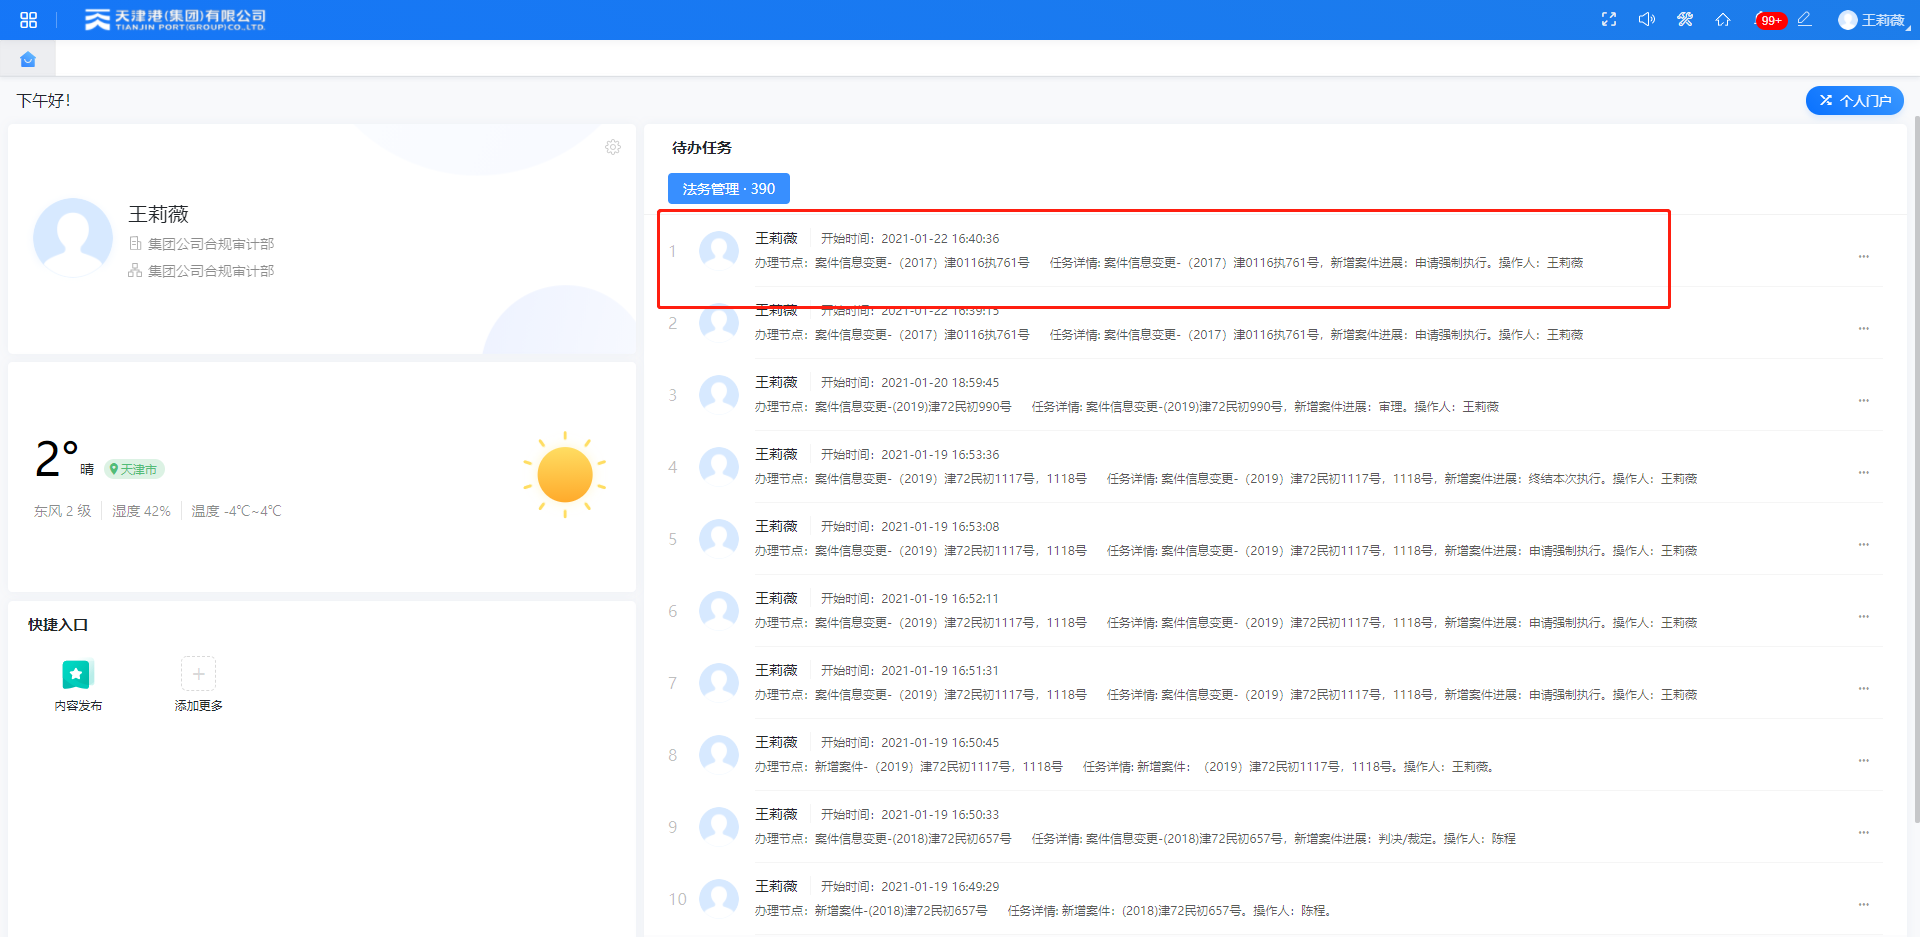 天津港(集团)有限公司
TIANJIN PORT(GROUP)CO.,LTD.
99+
王莉薇
下午好！
个人门户
王莉薇
集团公司合规审计部
集团公司合规审计部
2°
晴
天津市
东风 2 级
湿度 42%
温度 -4℃~4℃
快捷入口
内容发布
添加更多
待办任务
法务管理 · 390
1
王莉薇 开始时间：2021-01-22 16:40:36
办理节点：案件信息变更-（2017）津0116执761号 任务详情: 案件信息变更-（2017）津0116执761号，新增案件进展：申请强制执行。操作人：王莉薇
2
王莉薇 开始时间：2021-01-22 16:39:15
办理节点：案件信息变更-（2017）津0116执761号 任务详情: 案件信息变更-（2017）津0116执761号，新增案件进展：申请强制执行。操作人：王莉薇
3
王莉薇 开始时间：2021-01-20 18:59:45
办理节点：案件信息变更-(2019)津72民初990号 任务详情: 案件信息变更-(2019)津72民初990号，新增案件进展：审理。操作人：王莉薇
4
王莉薇 开始时间：2021-01-19 16:53:36
办理节点：案件信息变更-（2019）津72民初1117号，1118号 任务详情: 案件信息变更-（2019）津72民初1117号，1118号，新增案件进展：终结本次执行。操作人：王莉薇
5
王莉薇 开始时间：2021-01-19 16:53:08
办理节点：案件信息变更-（2019）津72民初1117号，1118号 任务详情: 案件信息变更-（2019）津72民初1117号，1118号，新增案件进展：申请强制执行。操作人：王莉薇
6
王莉薇 开始时间：2021-01-19 16:52:11
办理节点：案件信息变更-（2019）津72民初1117号，1118号 任务详情: 案件信息变更-（2019）津72民初1117号，1118号，新增案件进展：申请强制执行。操作人：王莉薇
7
王莉薇 开始时间：2021-01-19 16:51:31
办理节点：案件信息变更-（2019）津72民初1117号，1118号 任务详情: 案件信息变更-（2019）津72民初1117号，1118号，新增案件进展：申请强制执行。操作人：王莉薇
8
王莉薇 开始时间：2021-01-19 16:50:45
办理节点：新增案件-（2019）津72民初1117号，1118号 任务详情: 新增案件：（2019）津72民初1117号，1118号。操作人：王莉薇。
9
王莉薇 开始时间：2021-01-19 16:50:33
办理节点：案件信息变更-(2018)津72民初657号 任务详情: 案件信息变更-(2018)津72民初657号，新增案件进展：判决/裁定。操作人：陈程
10
王莉薇 开始时间：2021-01-19 16:49:29
办理节点：新增案件-(2018)津72民初657号 任务详情: 新增案件：(2018)津72民初657号。操作人：陈程。